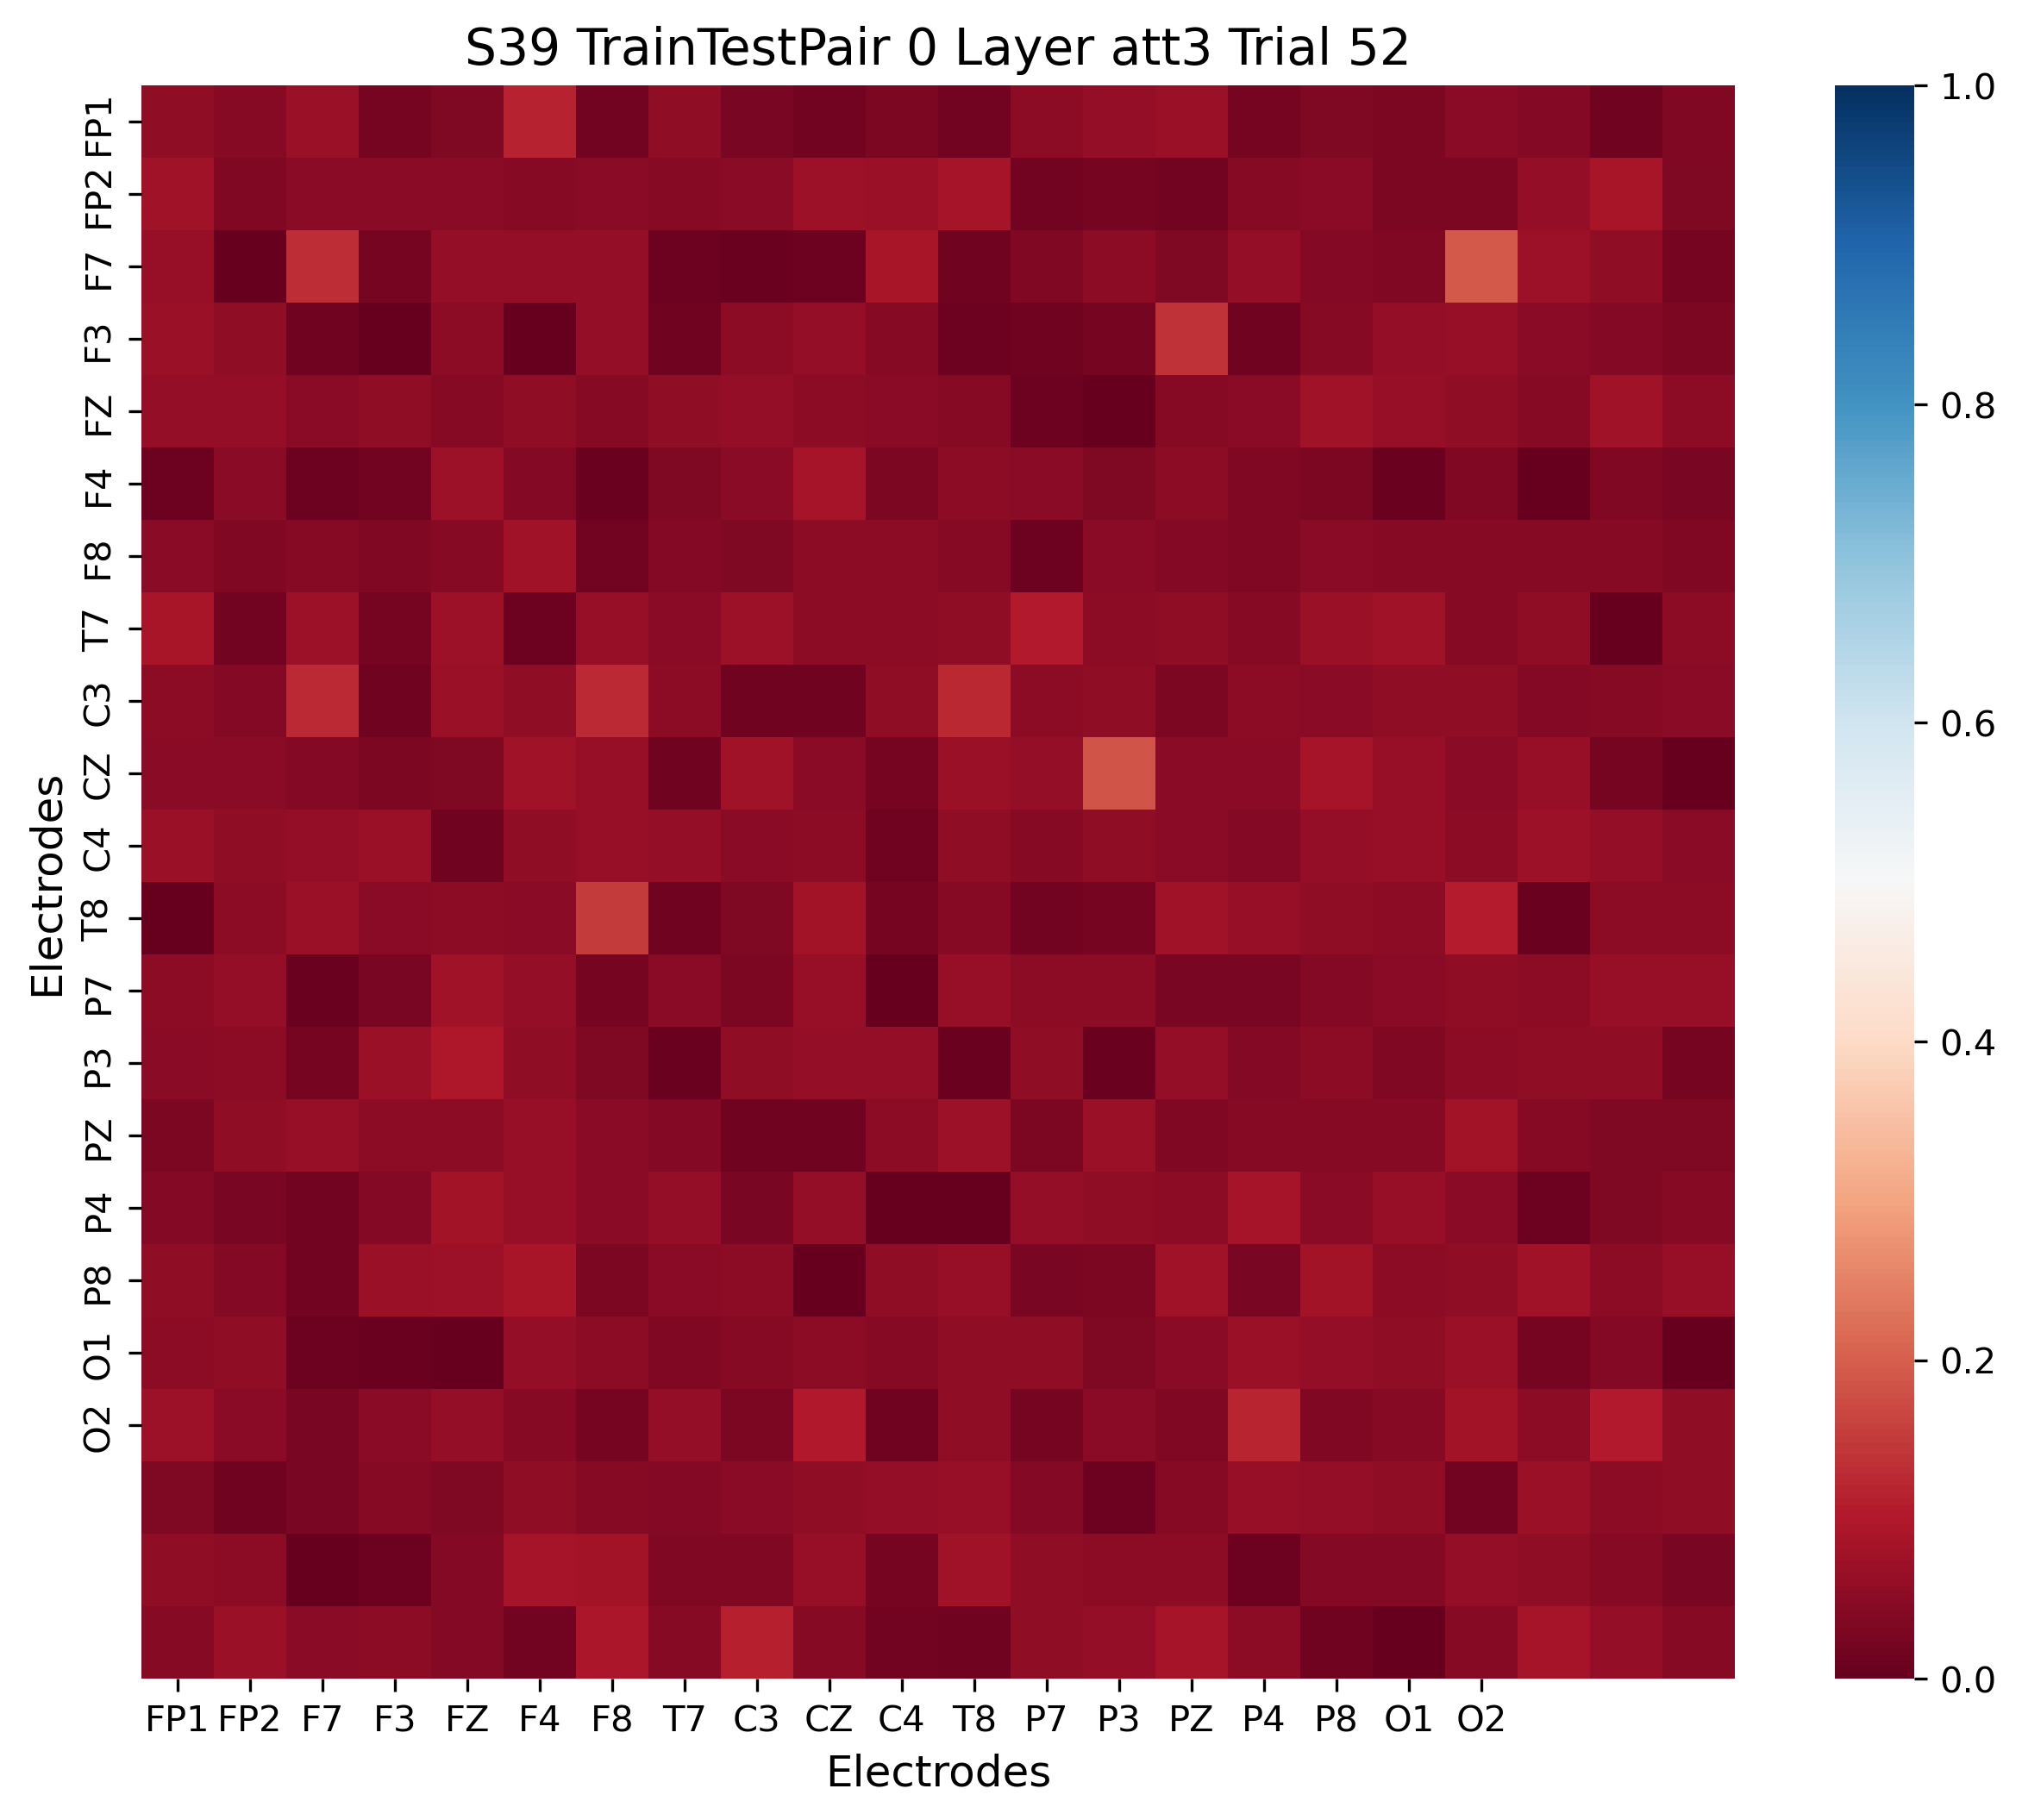 S39 TrainTestPair 0 Layer att3 Trial 52
Electrodes
FP1
FP2
F7
F3
FZ
F4
F8
T7
C3
CZ
C4
T8
P7
P3
PZ
P4
P8
O1
O2
1.0
0.8
0.6
0.4
0.2
0.0
FP1 FP2 F7 F3 FZ F4 F8 T7 C3 CZ C4 T8 P7 P3 PZ P4 P8 O1 O2
Electrodes